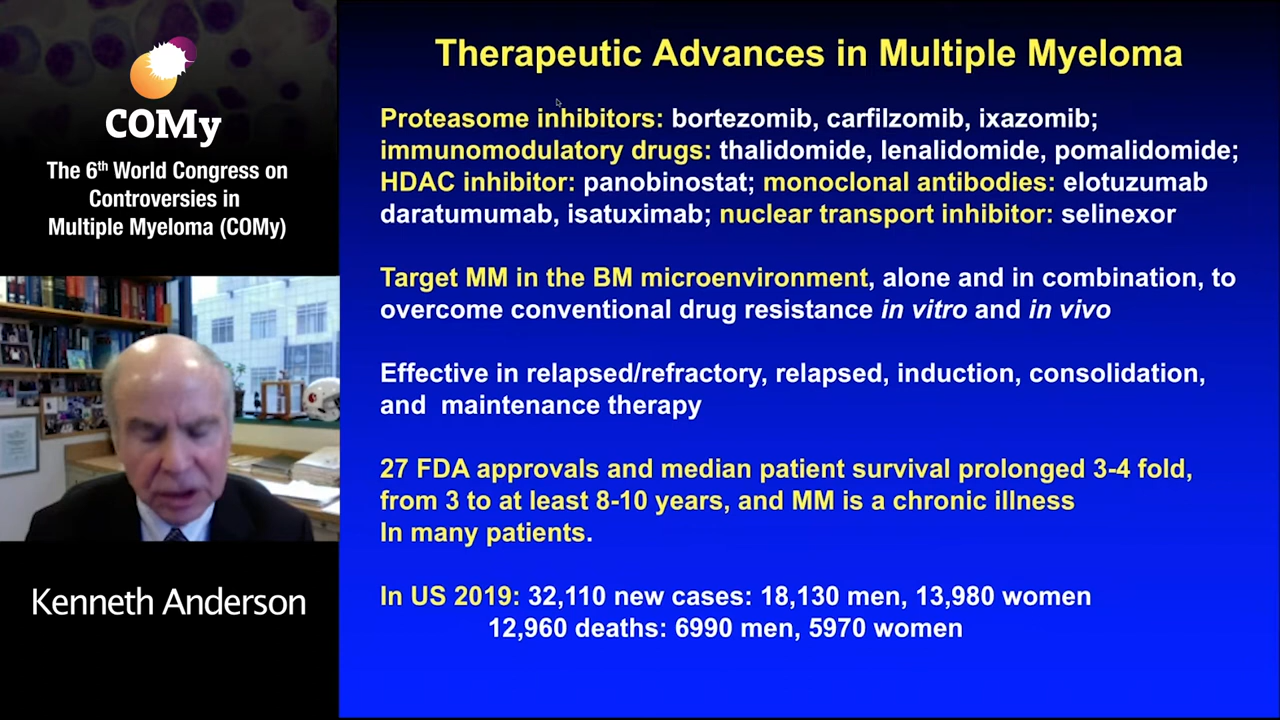 COMy
The 6th World Congress on
Controversies in
Multiple Myeloma (COMy)
Kenneth Anderson
Therapeutic Advances in Multiple Myeloma
Proteasome inhibitors: bortezomib, carfilzomib, ixazomib;
immunomodulatory drugs: thalidomide, lenalidomide, pomalidomide;
HDAC inhibitor: panobinostat; monoclonal antibodies: elotuzumab
daratumumab, isatuximab; nuclear transport inhibitor: selinexor
Target MM in the BM microenvironment, alone and in combination, to
overcome conventional drug resistance in vitro and in vivo
Effective in relapsed/refractory, relapsed, induction, consolidation,
and maintenance therapy
27 FDA approvals and median patient survival prolonged 3-4 fold,
from 3 to at least 8-10 years, and MM is a chronic illness
In many patients.
In US 2019: 32,110 new cases: 18,130 men, 13,980 women
12,960 deaths: 6990 men, 5970 women